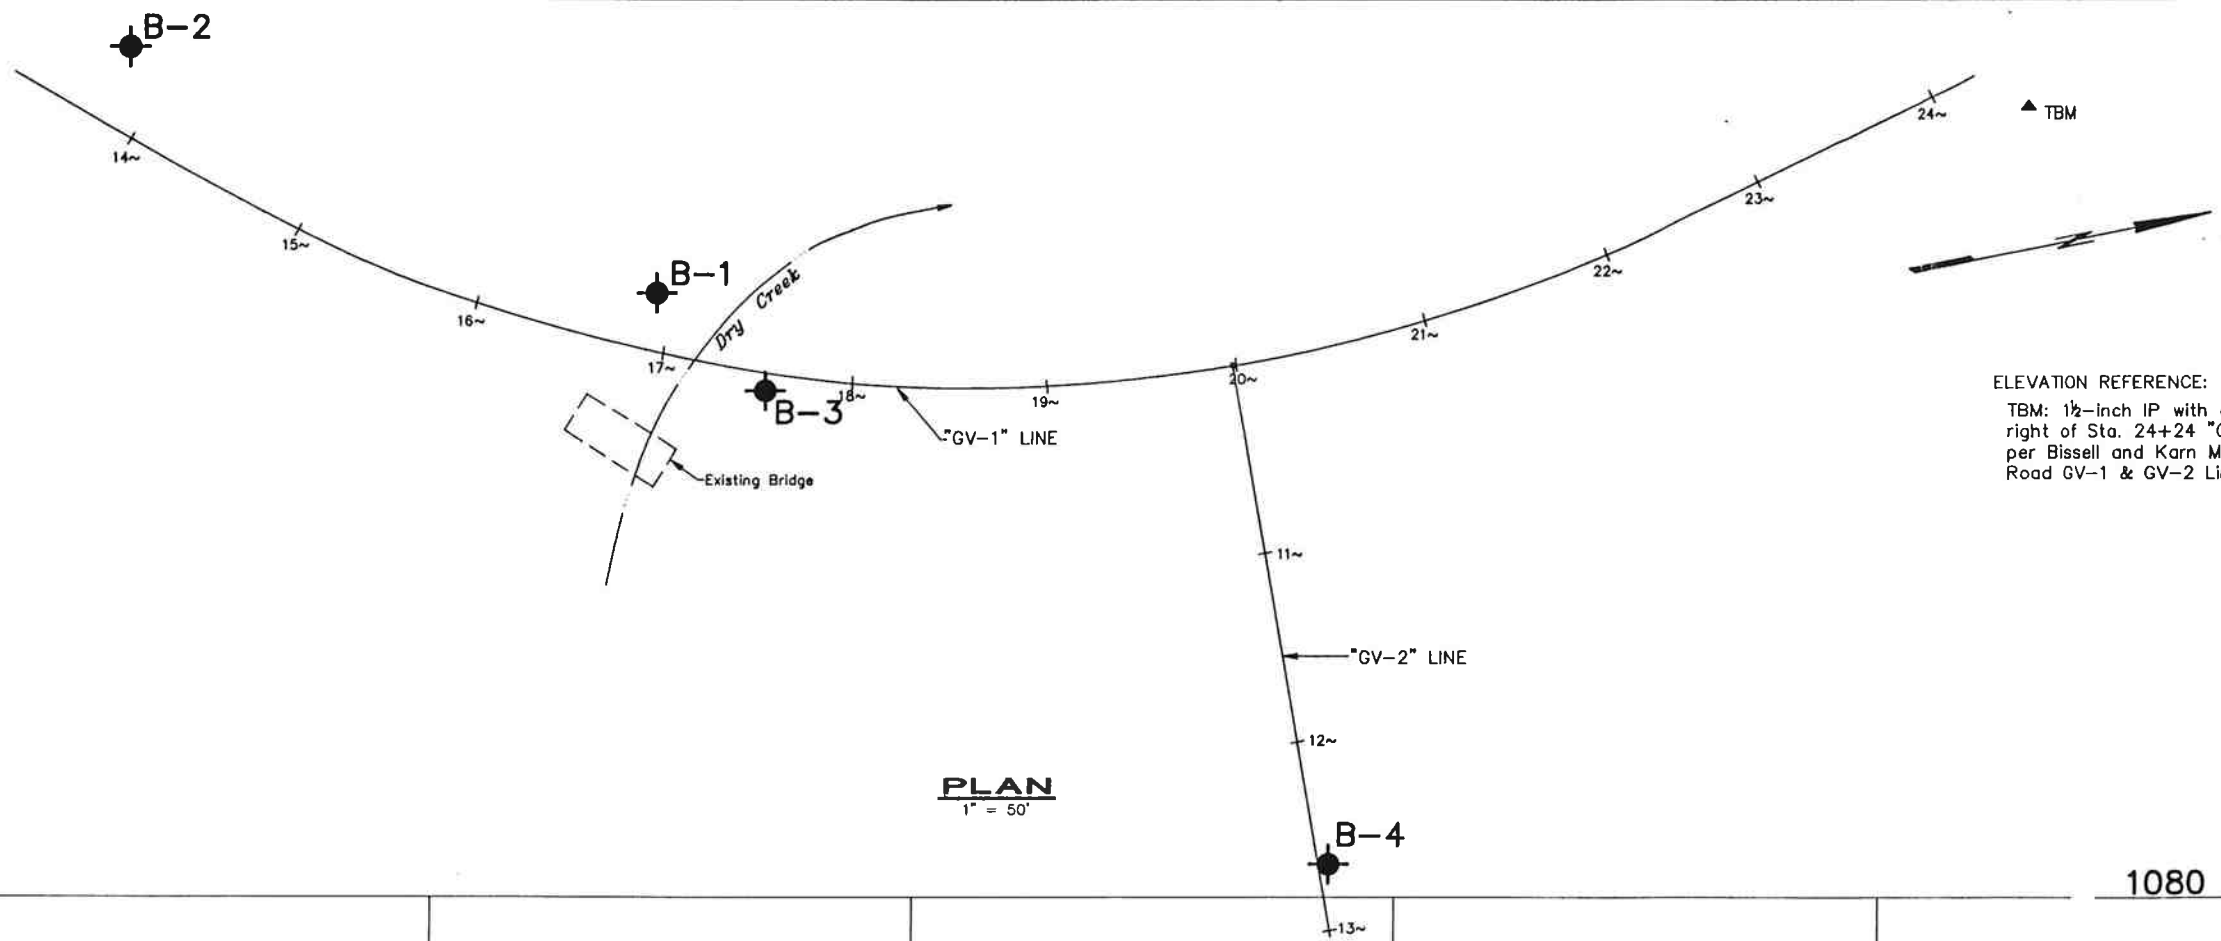 B-2
24~
TBM
14~
23~
15~
22~
B-1
16~
Dry Creek
21~
17~
20~
18~
19~
B-3
"GV-1" LINE
ELEVATION REFERENCE:
TBM: 1½-inch IP with
right of Sta. 24+24
per Bissell and Karn
Road GV-1 & GV-2
Existing Bridge
11~
"GV-2" LINE
12~
PLAN
1" = 50'
B-4
1080
13~